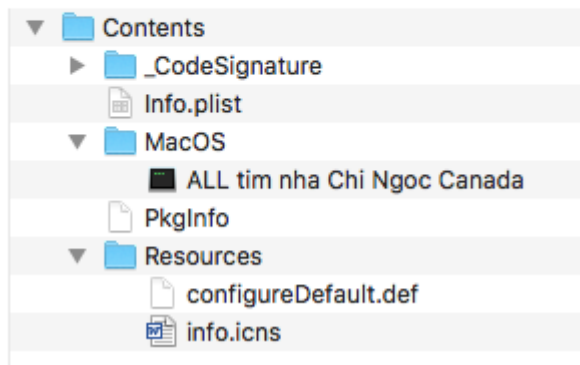 Contents
_CodeSignature
Info.plist
MacOS
ALL tim nha Chi Ngoc Canada
PkgInfo
Resources
configureDefault.def
info.icns